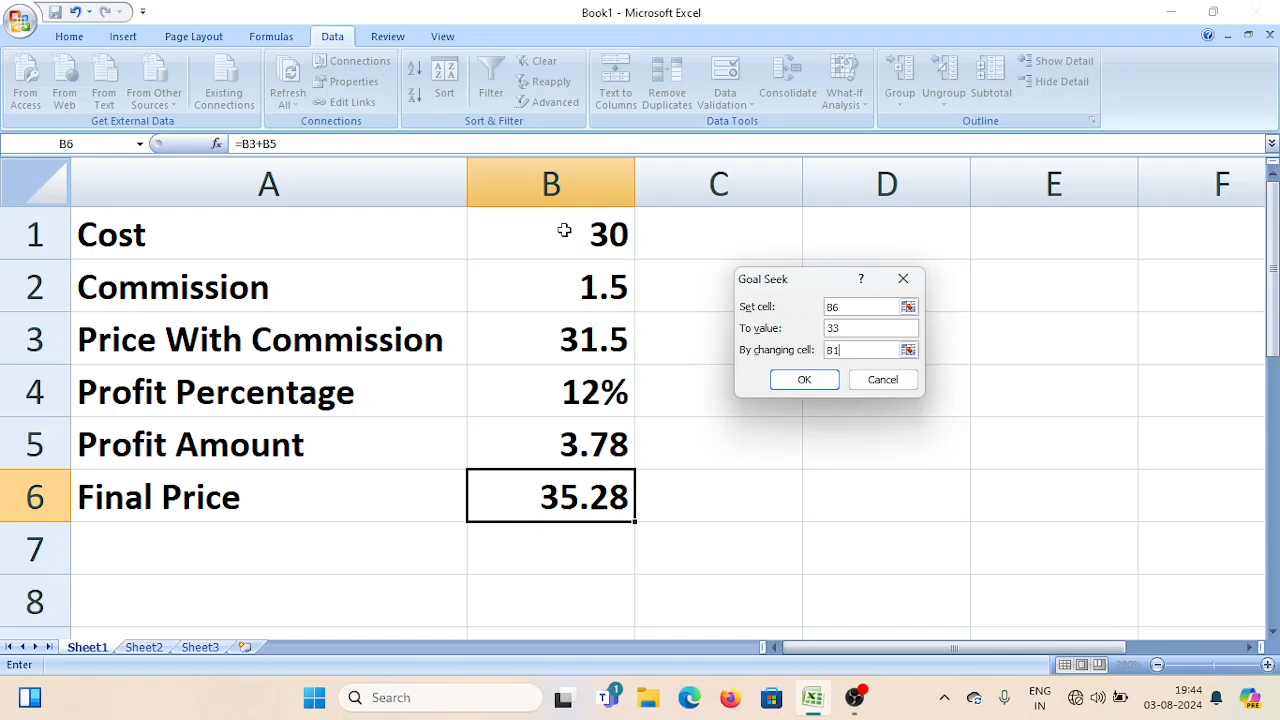 Book1 - Microsoft Excel
Home Insert Page Layout Formulas Data Review View
From Access
From Web
From Text
From Other Sources
Existing Connections
Get External Data
Refresh All
Connections
Properties
Edit Links
Connections
Sort
Filter
Clear
Reapply
Advanced
Sort & Filter
Text to Columns
Remove Duplicates
Data Validation
Consolidate
What-If Analysis
Data Tools
Group
Ungroup
Subtotal
Show Detail
Hide Detail
Outline
B6 fx =B3+B5
A B C D E F
1 Cost 30
2 Commission 1.5
3 Price With Commission 31.5
4 Profit Percentage 12%
5 Profit Amount 3.78
6 Final Price 35.28
7
8
Goal Seek ?
Set cell: B6
To value: 33
By changing cell: B1
OK Cancel
Sheet1 Sheet2 Sheet3
Enter 280%
Search
1
ENG
IN
19:44
03-08-2024
PRE